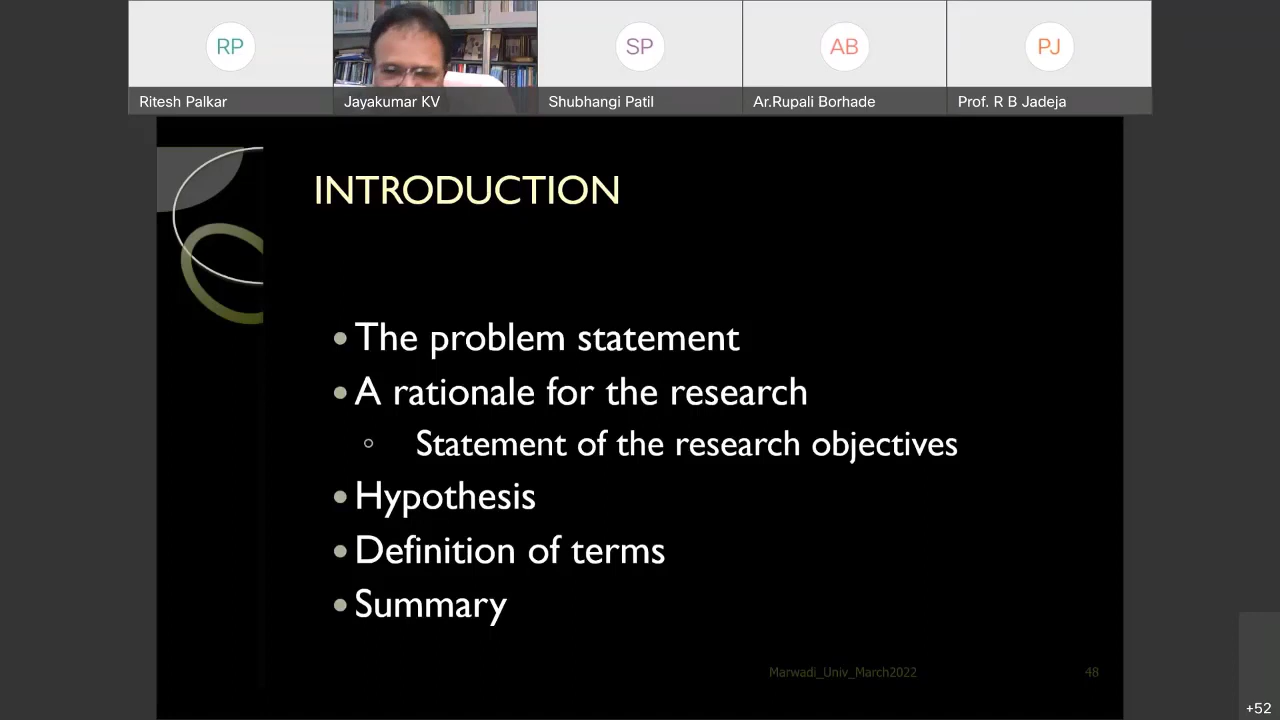 RP
SP
AB
PJ
Ritesh Palkar
Jayakumar KV
Shubhangi Patil
Ar.Rupali Borhade
Prof. R B Jadeja
INTRODUCTION
• The problem statement
• A rationale for the research
◦ Statement of the research objectives
• Hypothesis
• Definition of terms
• Summary
Marwadi_Univ_March2022
48
+52